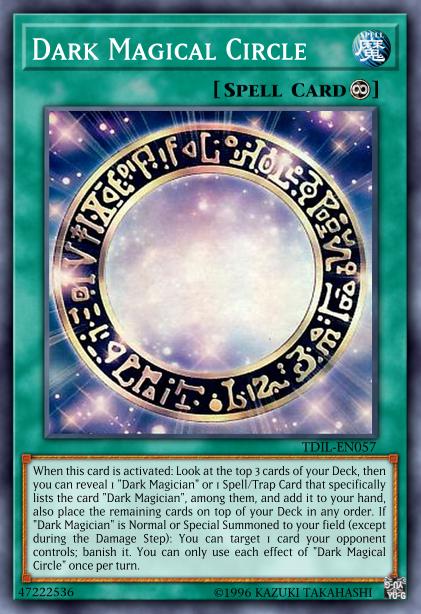 DARK MAGICAL CIRCLE
SPELL
魔
[ SPELL CARD ]
TDIL-EN057
When this card is activated: Look at the top 3 cards of your Deck, then
you can reveal 1 "Dark Magician" or 1 Spell/Trap Card that specifically
lists the card "Dark Magician", among them, and add it to your hand,
also place the remaining cards on top of your Deck in any order. If
"Dark Magician" is Normal or Special Summoned to your field (except
during the Damage Step): You can target 1 card your opponent
controls; banish it. You can only use each effect of "Dark Magical
Circle" once per turn.
47222536
©1996 KAZUKI TAKAHASHI